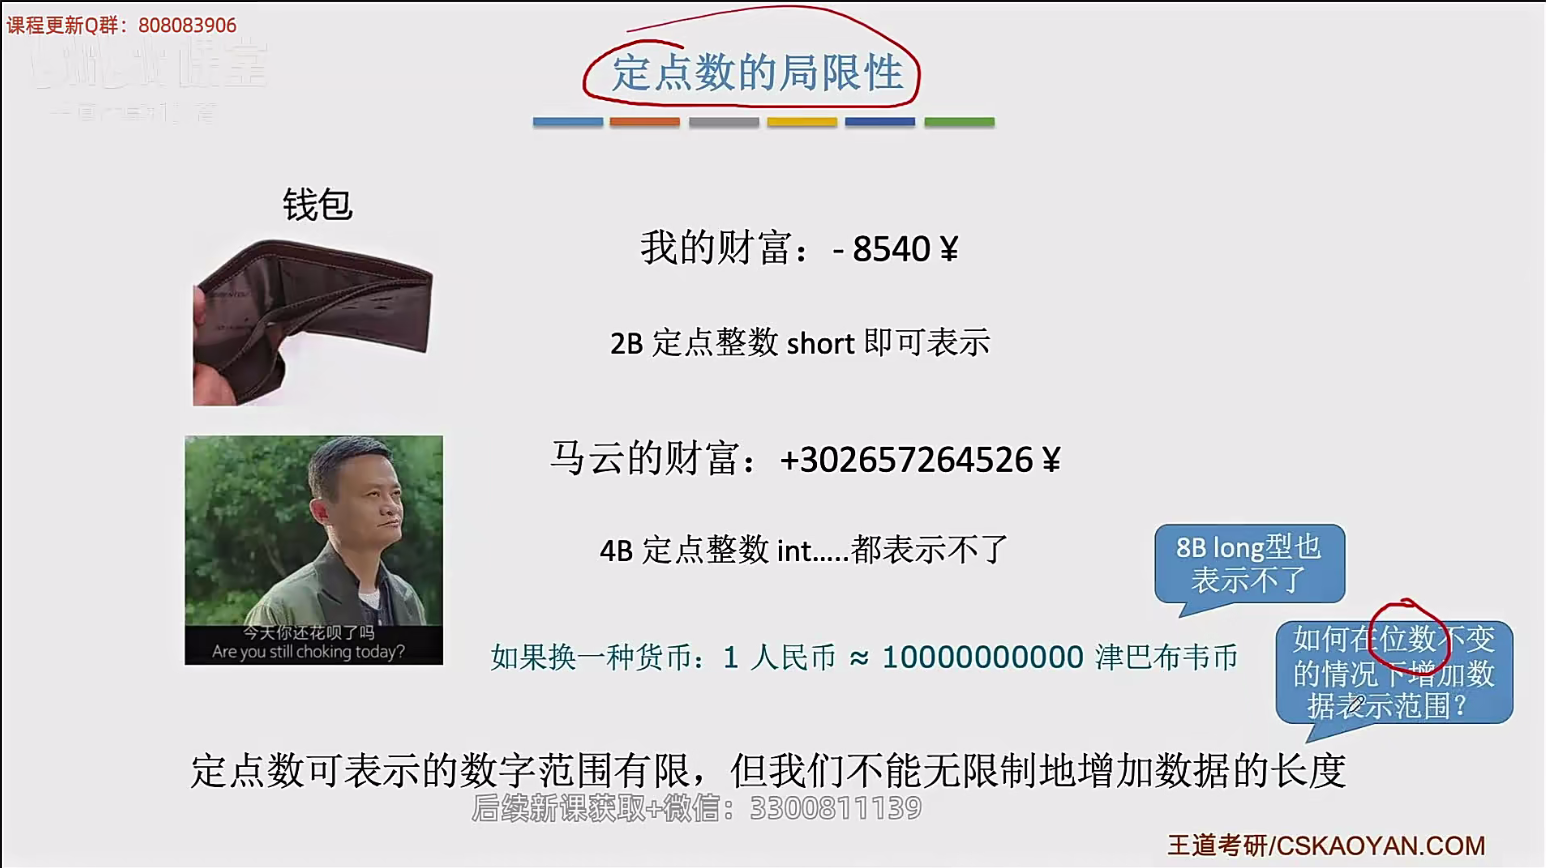 课程更新Q群：808083906
定点数的局限性
钱包
我的财富：- 8540 ¥
2B 定点整数 short 即可表示
马云的财富：+302657264526 ¥
4B 定点整数 int.....都表示不了
8B long型也
表示不了
今天你还花呗了吗
Are you still choking today?
如果换一种货币：1 人民币 ≈ 10000000000 津巴布韦币
如何在位数不变
的情况下增加数
据表示范围？
定点数可表示的数字范围有限，但我们不能无限制地增加数据的长度
后续新课获取+微信：3300811139
王道考研/CSKAOYAN.COM